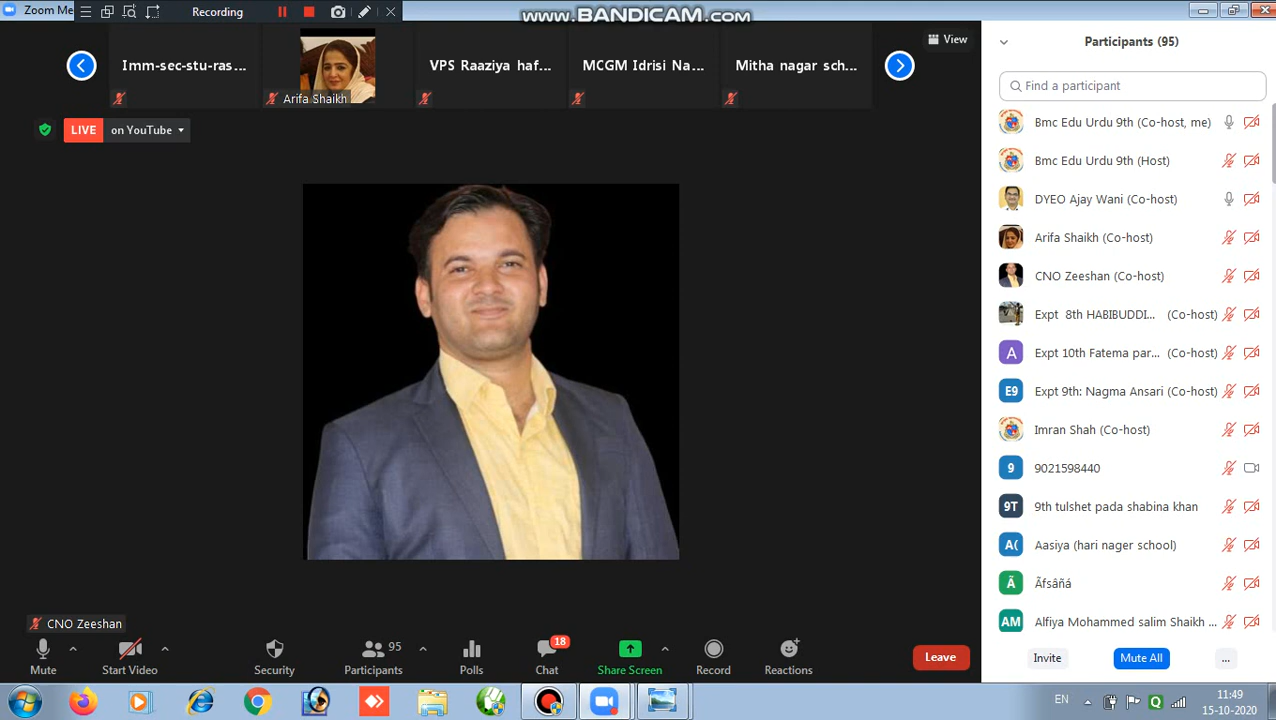 Zoom Me
Recording
www.BANDICAM.com
Imm-sec-stu-ras...
Arifa Shaikh
VPS Raaziya haf...
MCGM Idrisi Na...
Mitha nagar sch...
View
LIVE on YouTube
CNO Zeeshan
Mute
Start Video
Security
95
Participants
Polls
18
Chat
Share Screen
Record
Reactions
Leave
Participants (95)
Find a participant
Bmc Edu Urdu 9th (Co-host, me)
Bmc Edu Urdu 9th (Host)
DYEO Ajay Wani (Co-host)
Arifa Shaikh (Co-host)
CNO Zeeshan (Co-host)
Expt 8th HABIBUDDI... (Co-host)
A Expt 10th Fatema par... (Co-host)
E9 Expt 9th: Nagma Ansari (Co-host)
Imran Shah (Co-host)
9 9021598440
9T 9th tulshet pada shabina khan
A( Aasiya (hari nager school)
Ã Ãfsâñá
AM Alfiya Mohammed salim Shaikh ...
Invite
Mute All
...
EN
11:49
15-10-2020